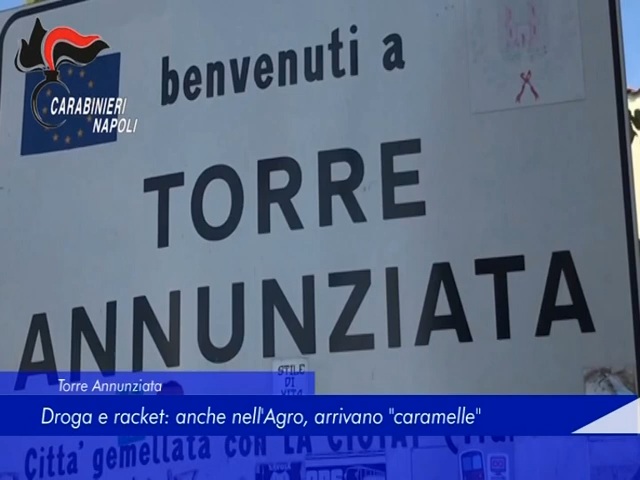 CARABINIERI
NAPOLI
benvenuti a
TORRE
ANNUNZIATA
STILE
DI
VITA
Torre Annunziata
Droga e racket: anche nell'Agro, arrivano "caramelle"
Citta' gemellata con LA CIOTAT